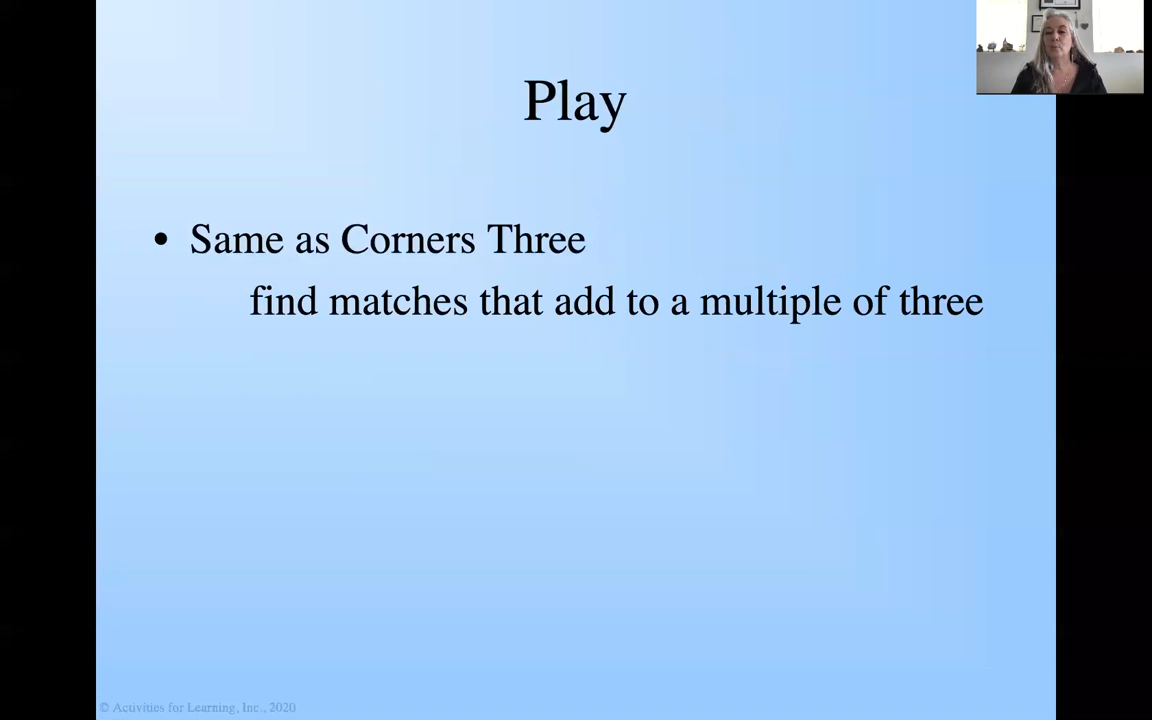 Play
• Same as Corners Three
find matches that add to a multiple of three
© Activities for Learning, Inc., 2020